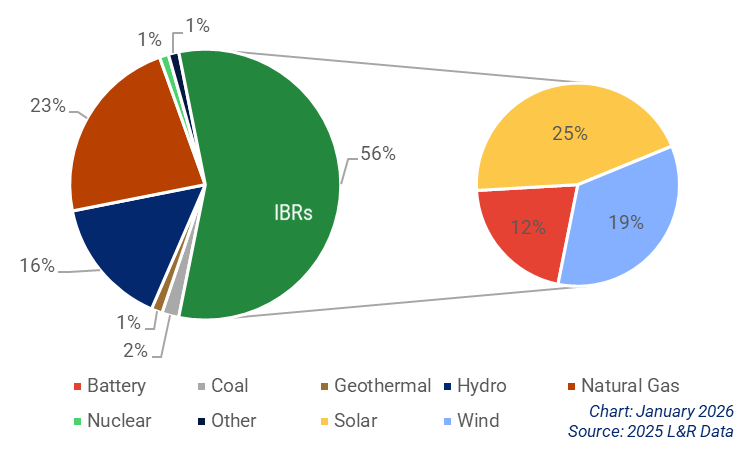 1%
1%
23%
56%
25%
IBRs
12%
19%
16%
1%
2%
Battery Coal Geothermal Hydro Natural Gas
Nuclear Other Solar Wind
Chart: January 2026
Source: 2025 L&R Data